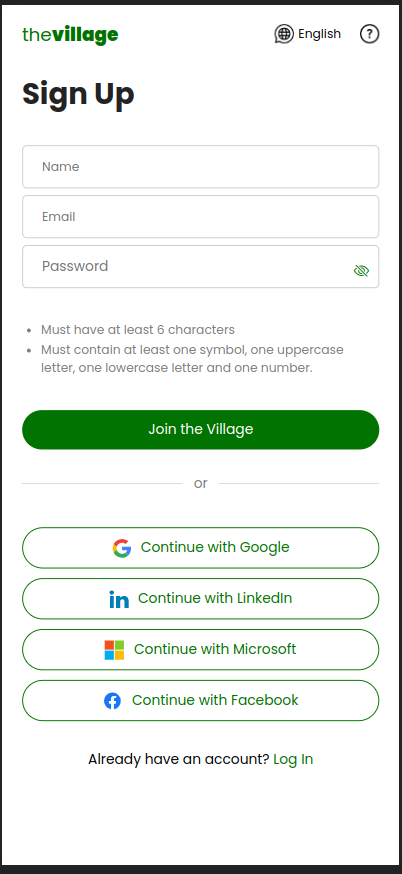 thevillage
English
?
Sign Up
Name
Email
Password
• Must have at least 6 characters
• Must contain at least one symbol, one uppercase
letter, one lowercase letter and one number.
Join the Village
or
Continue with Google
Continue with LinkedIn
Continue with Microsoft
Continue with Facebook
Already have an account? Log In